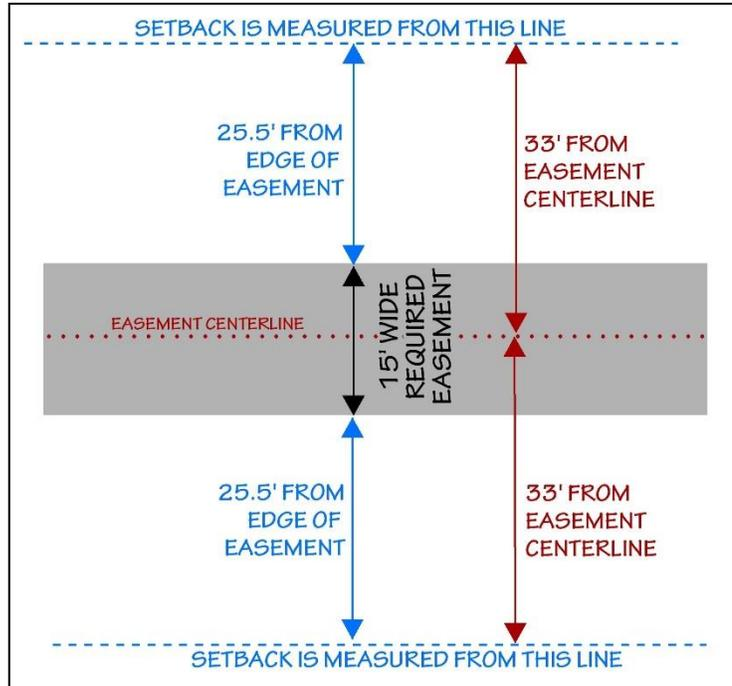 SETBACK IS MEASURED FROM THIS LINE
25.5' FROM
EDGE OF
EASEMENT
33' FROM
EASEMENT
CENTERLINE
EASEMENT CENTERLINE
15' WIDE
REQUIRED
EASEMENT
25.5' FROM
EDGE OF
EASEMENT
33' FROM
EASEMENT
CENTERLINE
SETBACK IS MEASURED FROM THIS LINE